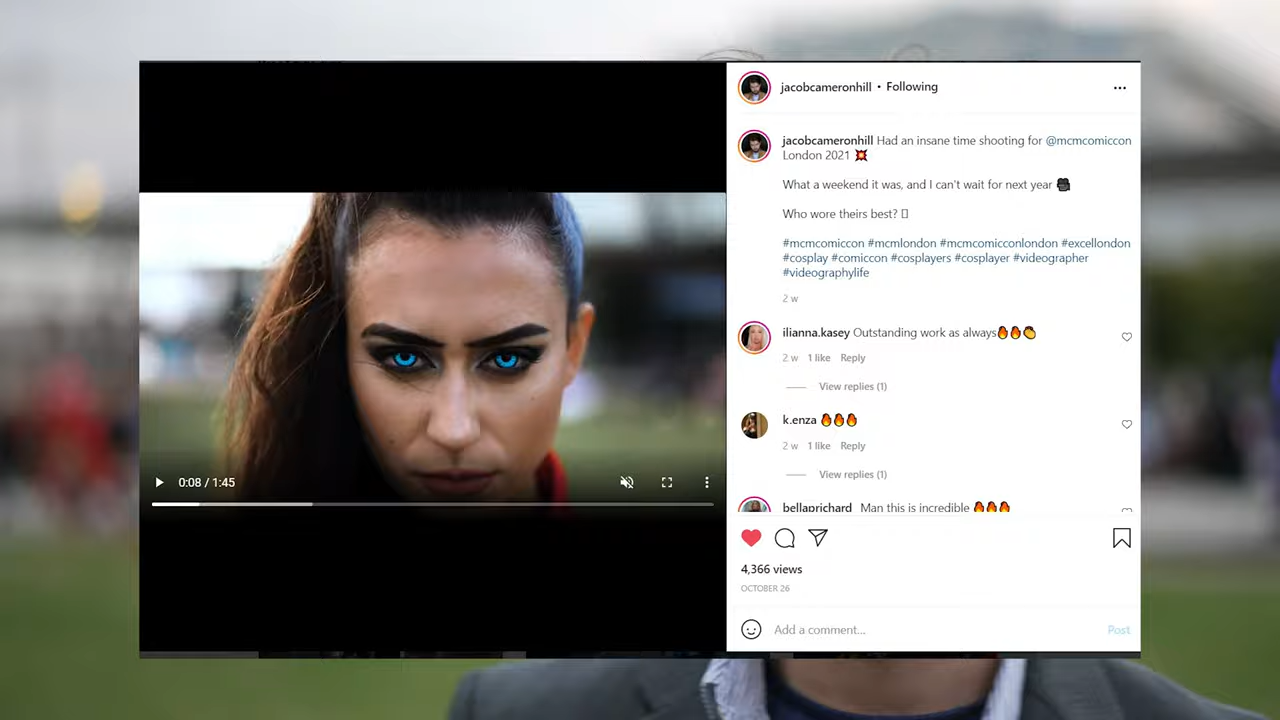 jacobcameronhill • Following
jacobcameronhill Had an insane time shooting for @mcmcomiccon
London 2021 💥
What a weekend it was, and I can't wait for next year 🎥
Who wore theirs best?
#mcmcomiccon #mcmlondon #mcmcomicconlondon #excellondon
#cosplay #comiccon #cosplayers #cosplayer #videographer
#videographylife
2 w
ilianna.kasey Outstanding work as always🔥🔥👏
2 w 1 like Reply
View replies (1)
k.enza 🔥🔥🔥
2 w 1 like Reply
View replies (1)
bellaprichard Man this is incredible 🔥🔥🔥
0:08 / 1:45
4,366 views
OCTOBER 26
Add a comment...
Post